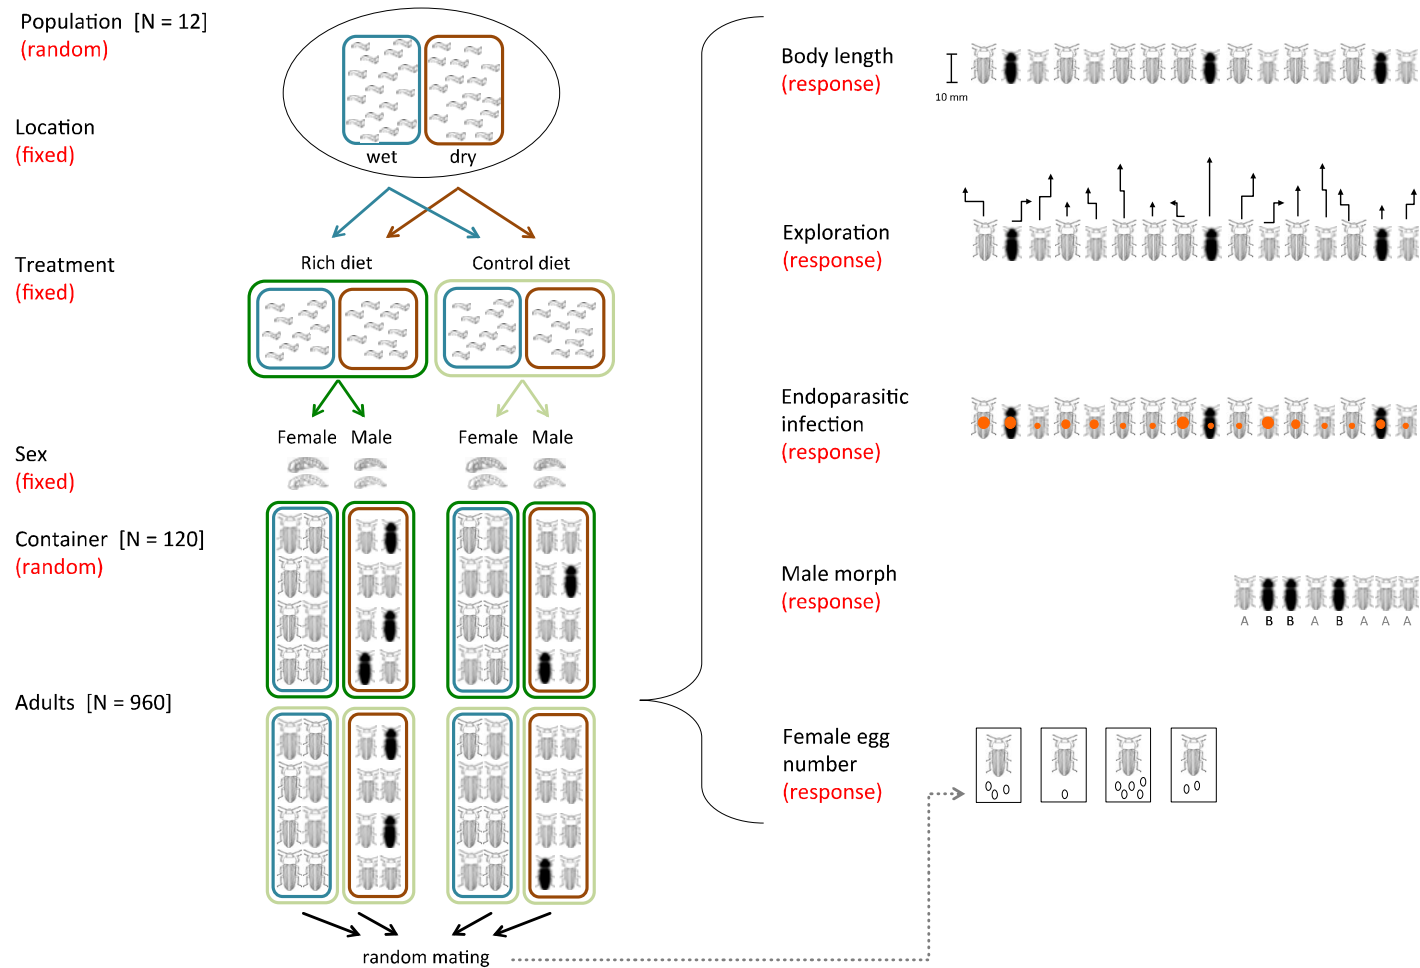 Population [N = 12]
(random)
Location
(fixed)
wet
dry
Treatment
(fixed)
Rich diet
Control diet
Sex
(fixed)
Female Male
Female Male
Container [N = 120]
(random)
Adults [N = 960]
random mating
Body length
(response)
10 mm
Exploration
(response)
Endoparasitic
infection
(response)
Male morph
(response)
A B B A B A A A
Female egg
number
(response)